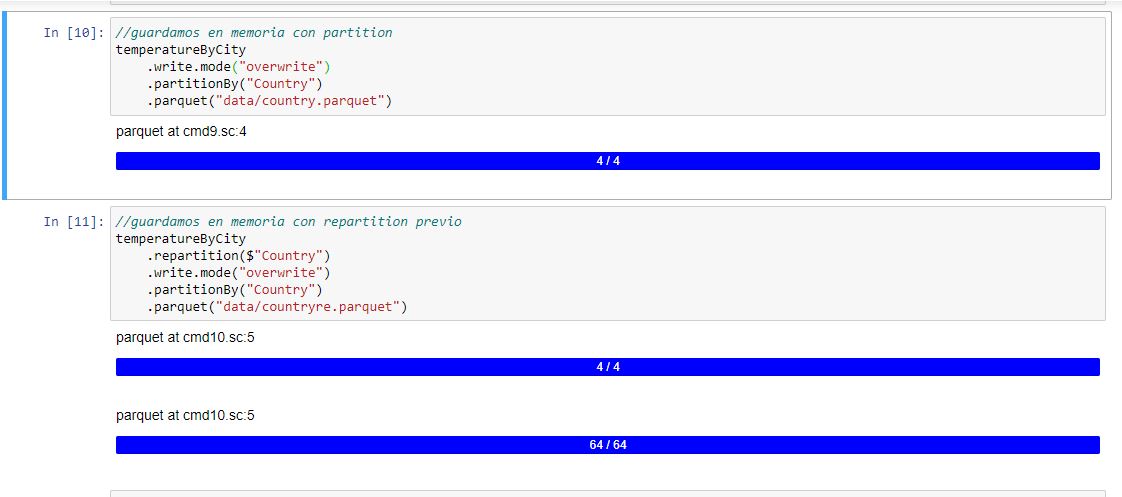 In [10]: //guardamos en memoria con partition
temperatureByCity
.write.mode("overwrite")
.partitionBy("Country")
.parquet("data/country.parquet")
parquet at cmd9.sc:4
4 / 4
In [11]: //guardamos en memoria con repartition previo
temperatureByCity
.repartition($"Country")
.write.mode("overwrite")
.partitionBy("Country")
.parquet("data/countryre.parquet")
parquet at cmd10.sc:5
4 / 4
parquet at cmd10.sc:5
64 / 64